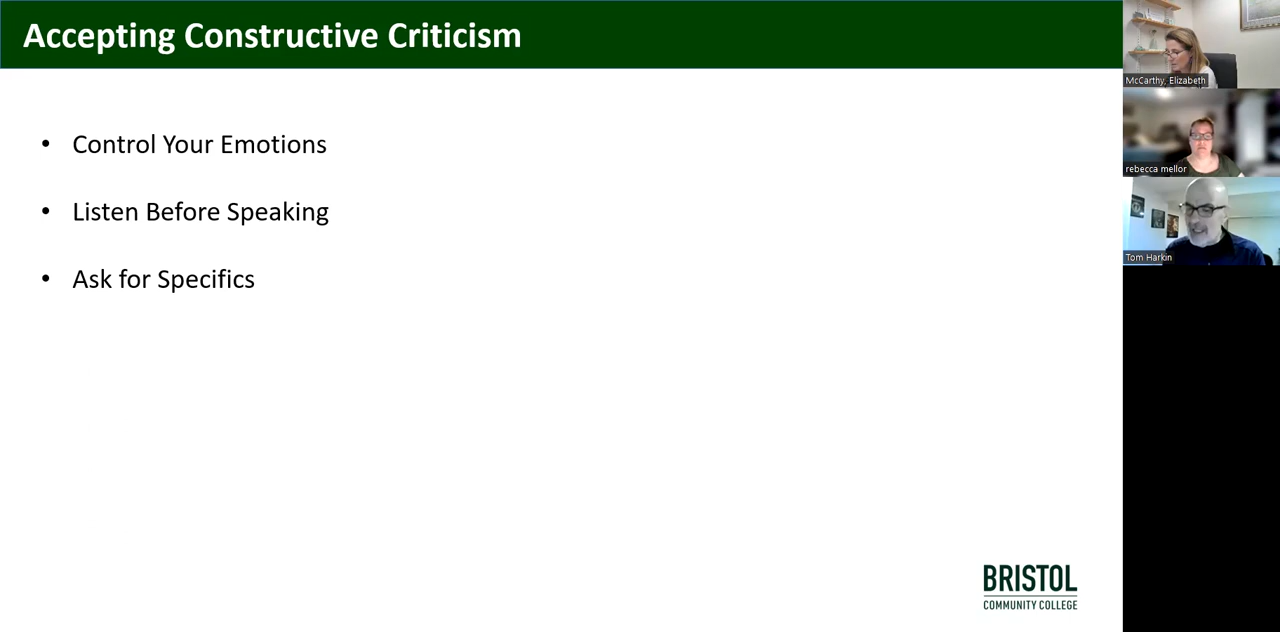 Accepting Constructive Criticism
• Control Your Emotions
• Listen Before Speaking
• Ask for Specifics
BRISTOL
COMMUNITY COLLEGE
McCarthy, Elizabeth
rebecca mellor
Tom Harkin